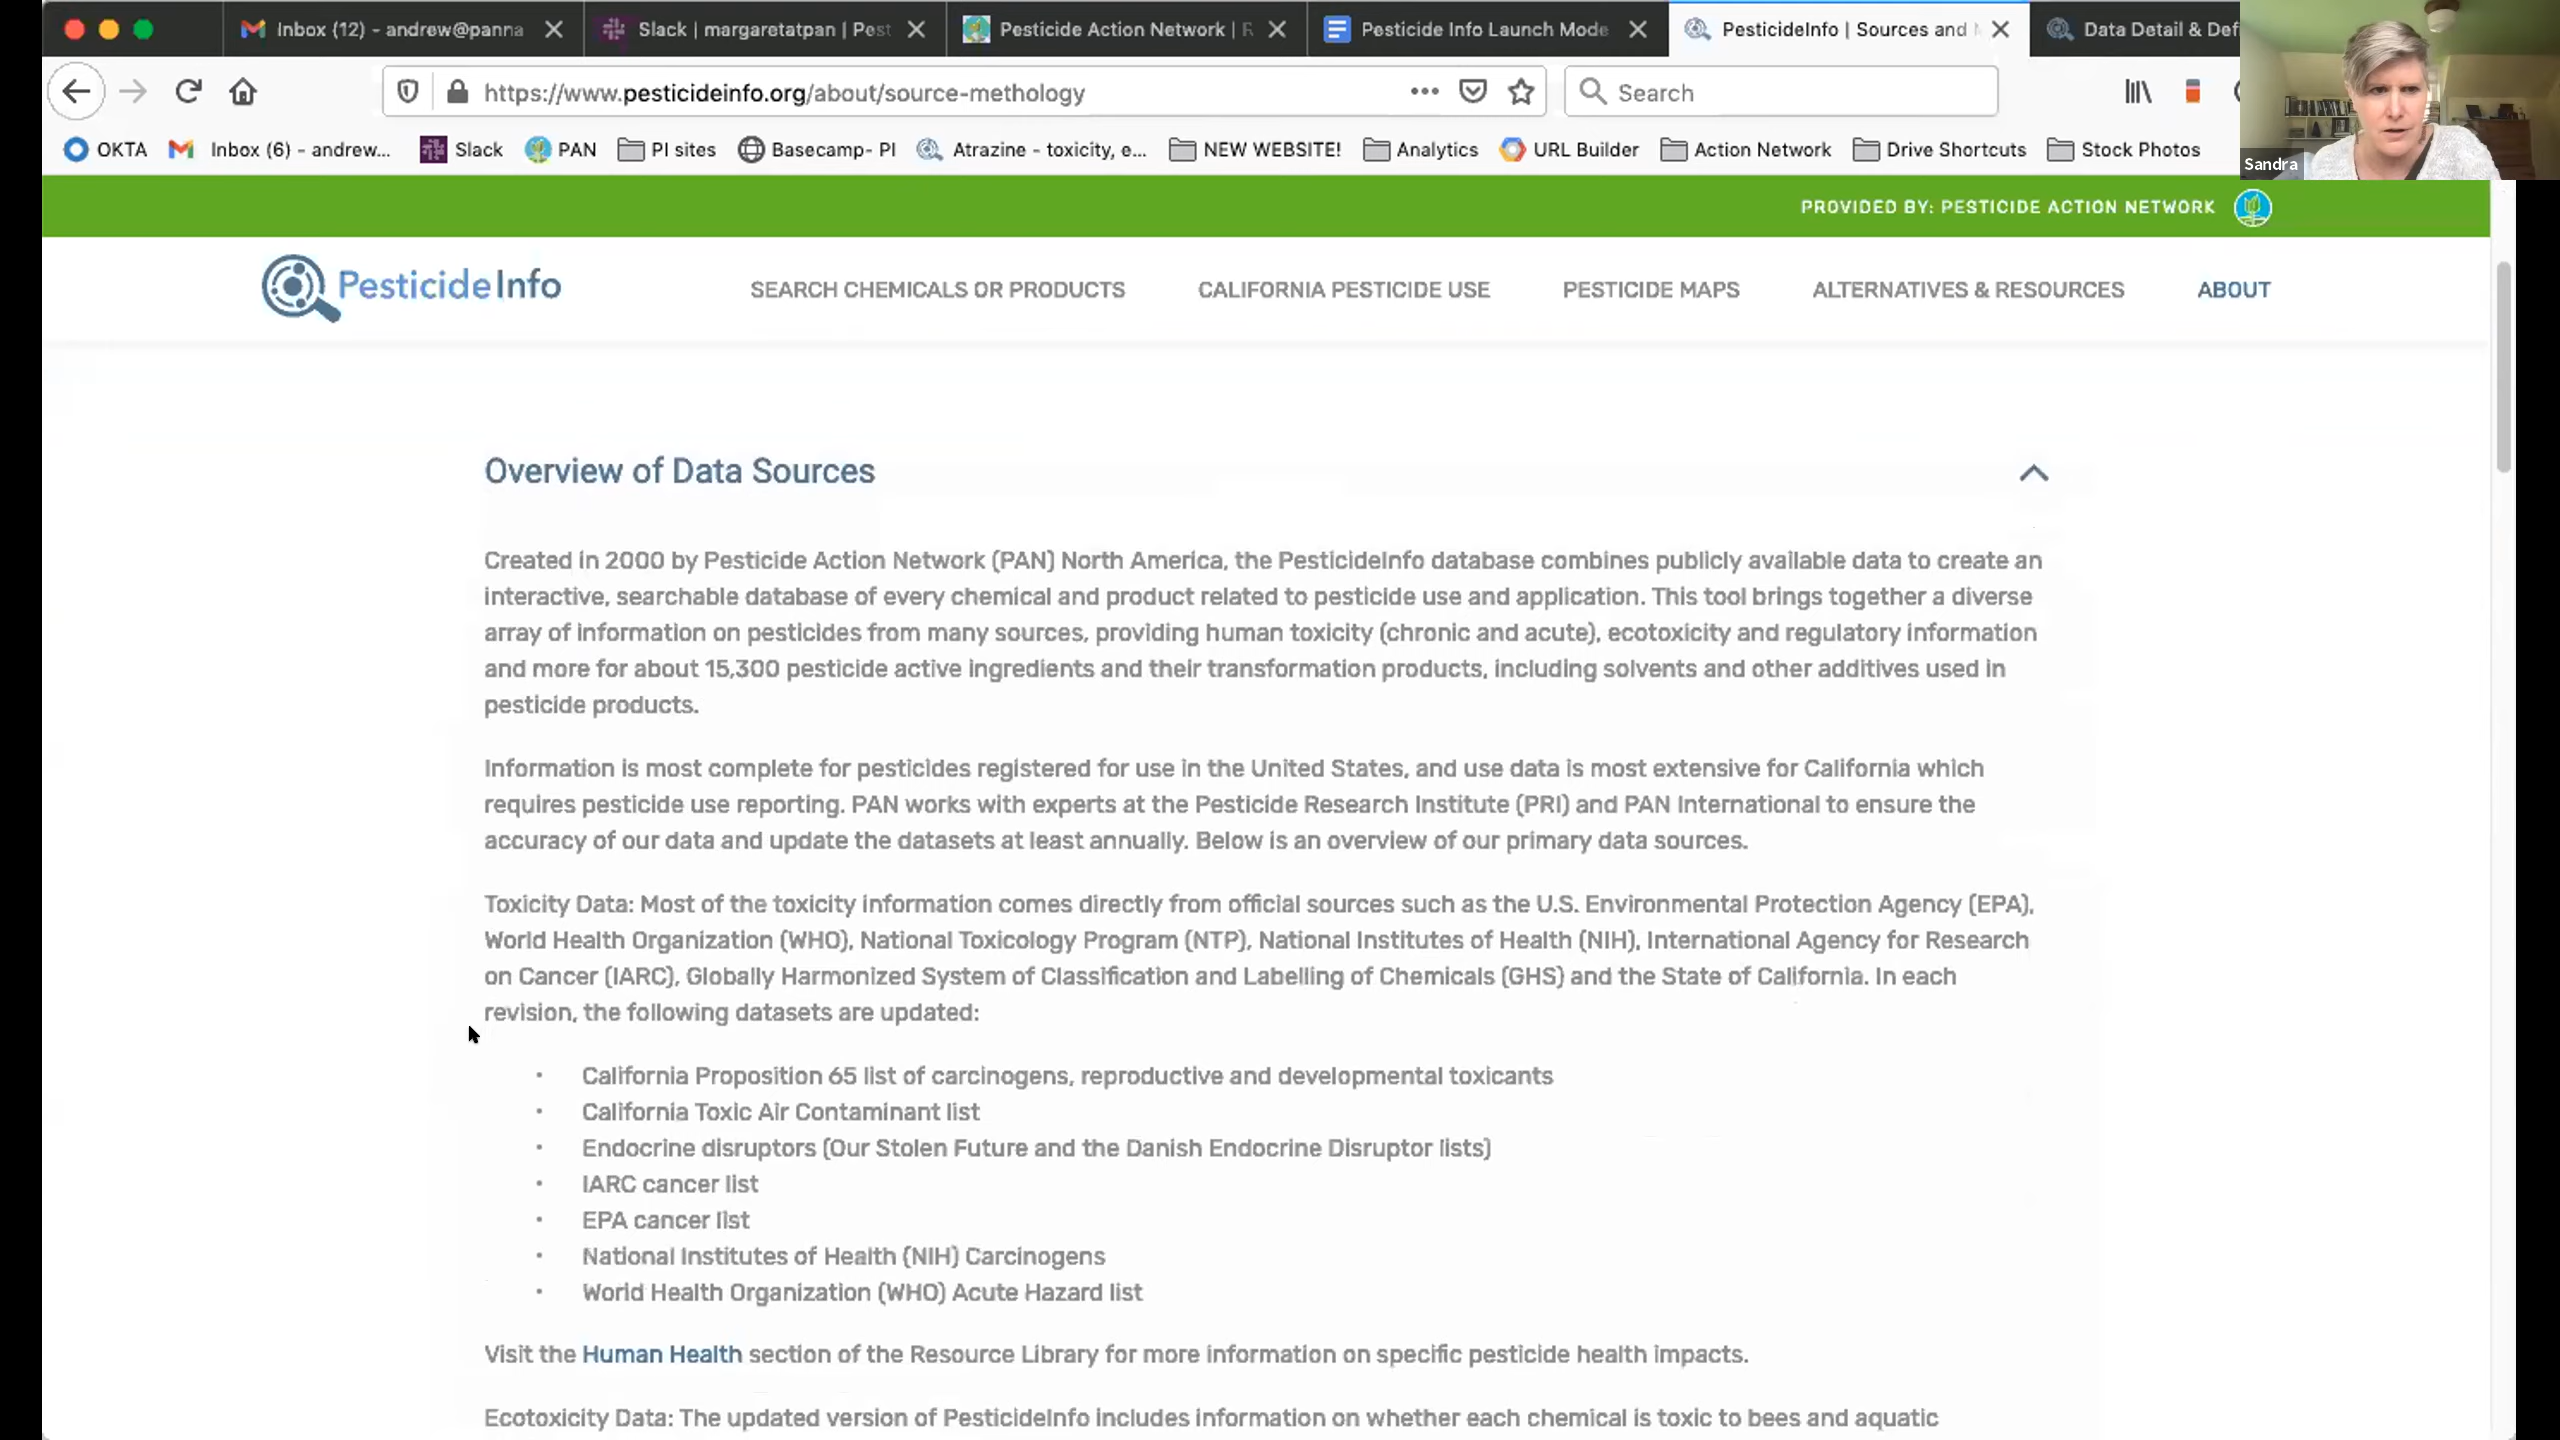 Inbox (12) - andrew@panna
Slack | margaretatpan | Pest
Pesticide Action Network | R
Pesticide Info Launch Mode
PesticideInfo | Sources and
Data Detail & Def
https://www.pesticideinfo.org/about/source-methology
Search
OKTA
Inbox (6) - andrew...
Slack
PAN
PI sites
Basecamp- PI
Atrazine - toxicity, e...
NEW WEBSITE!
Analytics
URL Builder
Action Network
Drive Shortcuts
Stock Photos
Sandra
PROVIDED BY: PESTICIDE ACTION NETWORK
PesticideInfo
SEARCH CHEMICALS OR PRODUCTS
CALIFORNIA PESTICIDE USE
PESTICIDE MAPS
ALTERNATIVES & RESOURCES
ABOUT
Overview of Data Sources
Created in 2000 by Pesticide Action Network (PAN) North America, the PesticideInfo database combines publicly available data to create an
interactive, searchable database of every chemical and product related to pesticide use and application. This tool brings together a diverse
array of information on pesticides from many sources, providing human toxicity (chronic and acute), ecotoxicity and regulatory information
and more for about 15,300 pesticide active ingredients and their transformation products, including solvents and other additives used in
pesticide products.
Information is most complete for pesticides registered for use in the United States, and use data is most extensive for California which
requires pesticide use reporting. PAN works with experts at the Pesticide Research Institute (PRI) and PAN International to ensure the
accuracy of our data and update the datasets at least annually. Below is an overview of our primary data sources.
Toxicity Data: Most of the toxicity information comes directly from official sources such as the U.S. Environmental Protection Agency (EPA),
World Health Organization (WHO), National Toxicology Program (NTP), National Institutes of Health (NIH), International Agency for Research
on Cancer (IARC), Globally Harmonized System of Classification and Labelling of Chemicals (GHS) and the State of California. In each
revision, the following datasets are updated:
· California Proposition 65 list of carcinogens, reproductive and developmental toxicants
· California Toxic Air Contaminant list
· Endocrine disruptors (Our Stolen Future and the Danish Endocrine Disruptor lists)
· IARC cancer list
· EPA cancer list
· National Institutes of Health (NIH) Carcinogens
· World Health Organization (WHO) Acute Hazard list
Visit the Human Health section of the Resource Library for more information on specific pesticide health impacts.
Ecotoxicity Data: The updated version of PesticideInfo includes information on whether each chemical is toxic to bees and aquatic